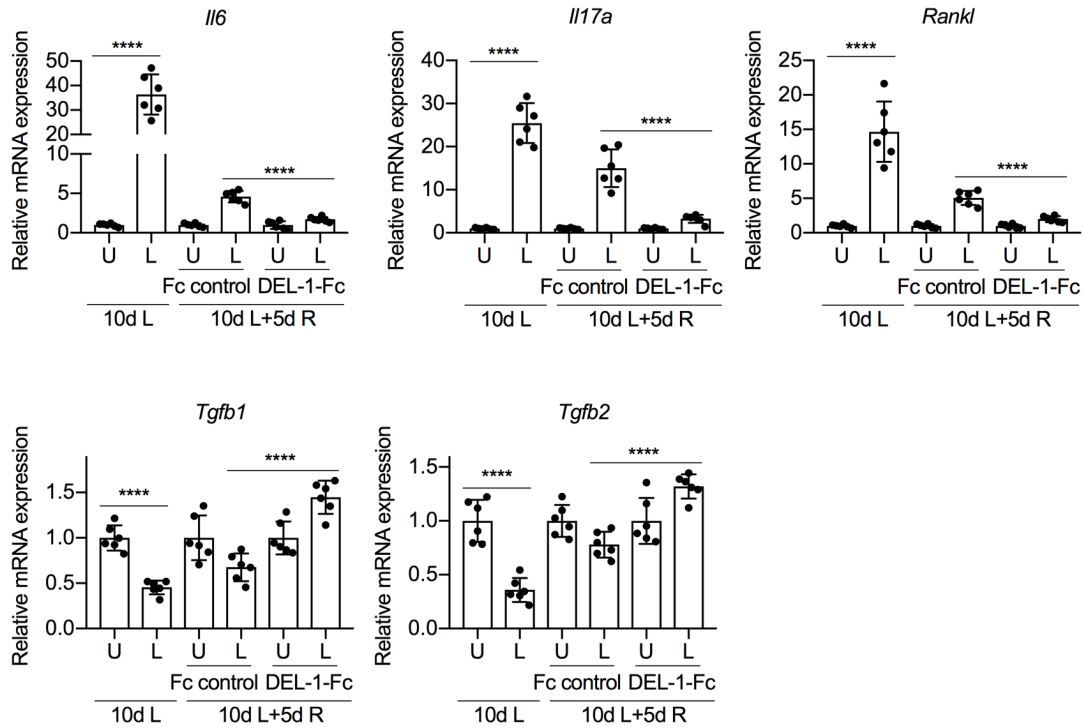 Il6
Relative mRNA expression
50
40
30
20
10
5
0
****
****
U L U L U L
Fc control DEL-1-Fc
10d L 10d L+5d R
Il17a
Relative mRNA expression
40
30
20
10
0
****
****
U L U L U L
Fc control DEL-1-Fc
10d L 10d L+5d R
Rankl
Relative mRNA expression
25
20
15
10
5
0
****
****
U L U L U L
Fc control DEL-1-Fc
10d L 10d L+5d R
Tgfb1
Relative mRNA expression
1.5
1.0
0.5
0.0
****
****
U L U L U L
Fc control DEL-1-Fc
10d L 10d L+5d R
Tgfb2
Relative mRNA expression
1.5
1.0
0.5
0.0
****
****
U L U L U L
Fc control DEL-1-Fc
10d L 10d L+5d R